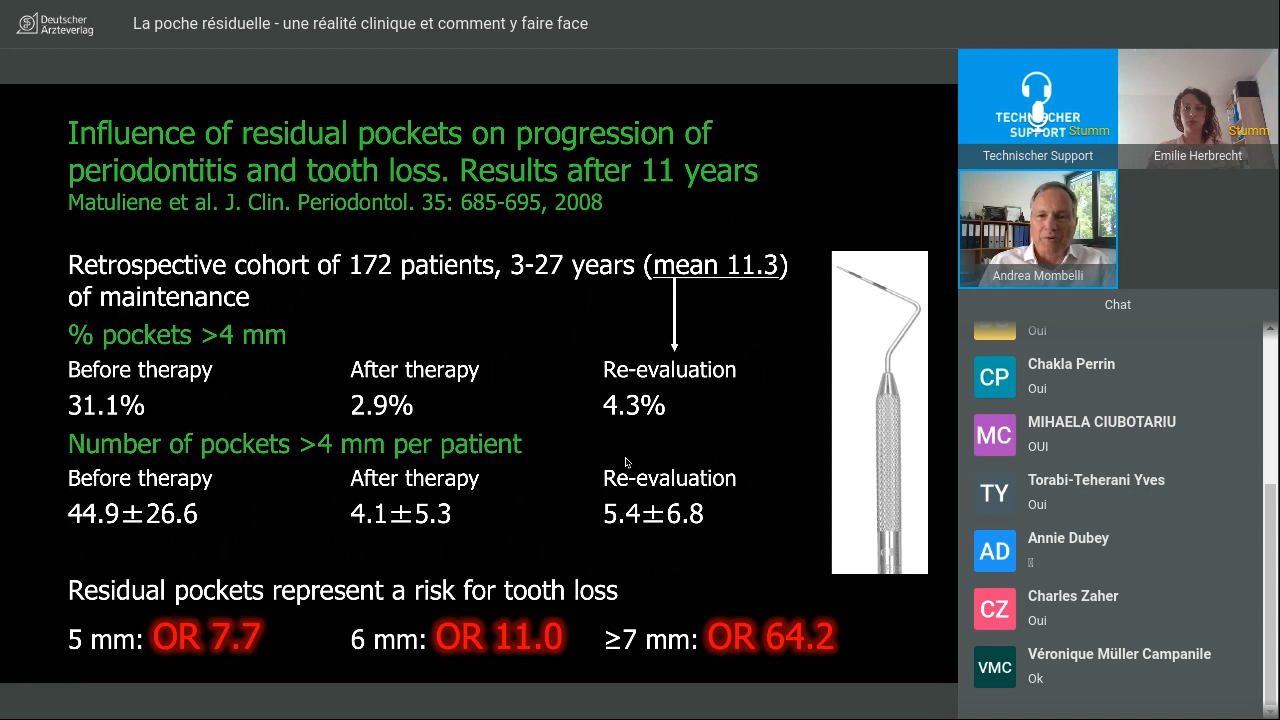 Deutscher
Ärzteverlag
La poche résiduelle - une réalité clinique et comment y faire face
Influence of residual pockets on progression of
periodontitis and tooth loss. Results after 11 years
Matuliene et al. J. Clin. Periodontol. 35: 685-695, 2008
Retrospective cohort of 172 patients, 3-27 years (mean 11.3)
of maintenance
% pockets >4 mm
Before therapy After therapy Re-evaluation
31.1% 2.9% 4.3%
Number of pockets >4 mm per patient
Before therapy After therapy Re-evaluation
44.9±26.6 4.1±5.3 5.4±6.8
Residual pockets represent a risk for tooth loss
5 mm: OR 7.7 6 mm: OR 11.0 ≥7 mm: OR 64.2
TECHNISCHER
SUPPORT
Stumm
Technischer Support
Stumm
Emilie Herbrecht
Andrea Mombelli
Chat
Oui
CP
Chakla Perrin
Oui
MC
MIHAELA CIUBOTARIU
OUI
TY
Torabi-Teherani Yves
Oui
AD
Annie Dubey
CZ
Charles Zaher
Oui
VMC
Véronique Müller Campanile
Ok